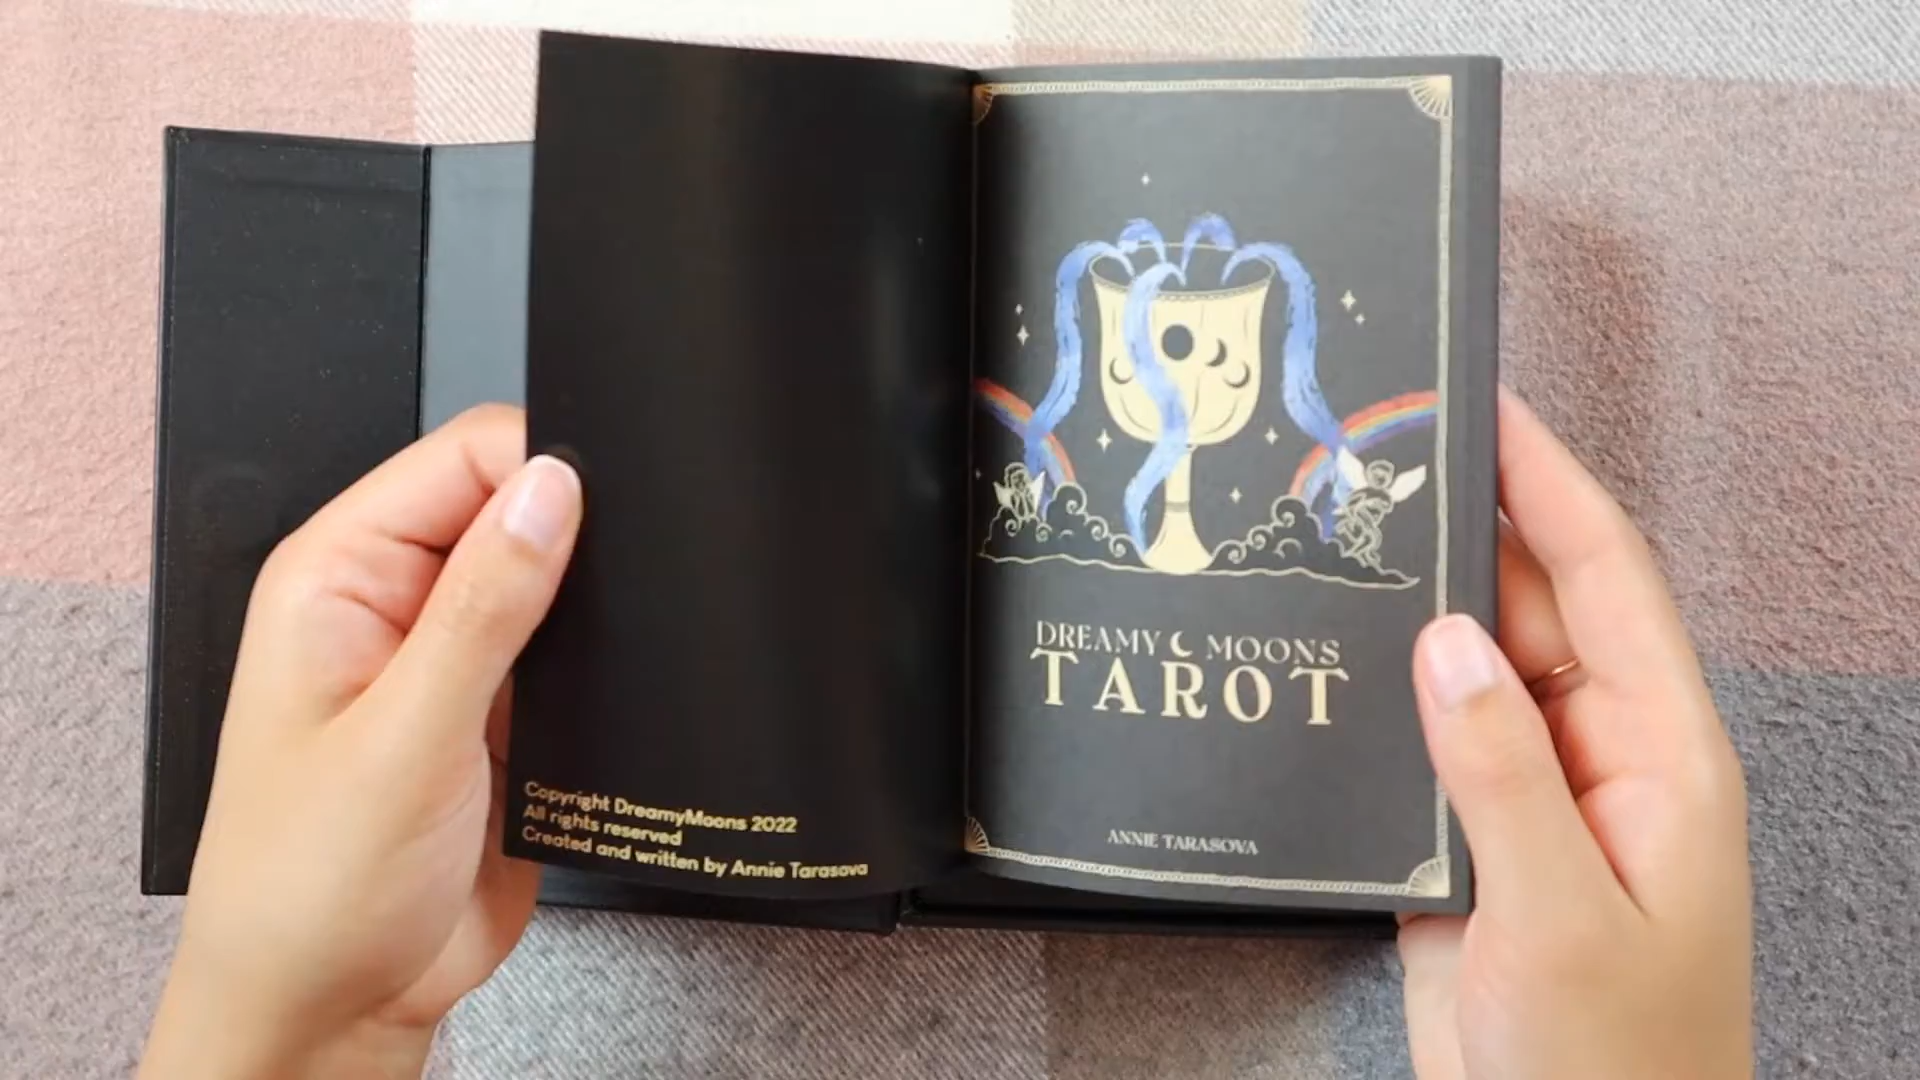 Copyright DreamyMoons 2022
All rights reserved
Created and written by Annie Tarasova
DREAMY MOONS
TAROT
ANNIE TARASOVA